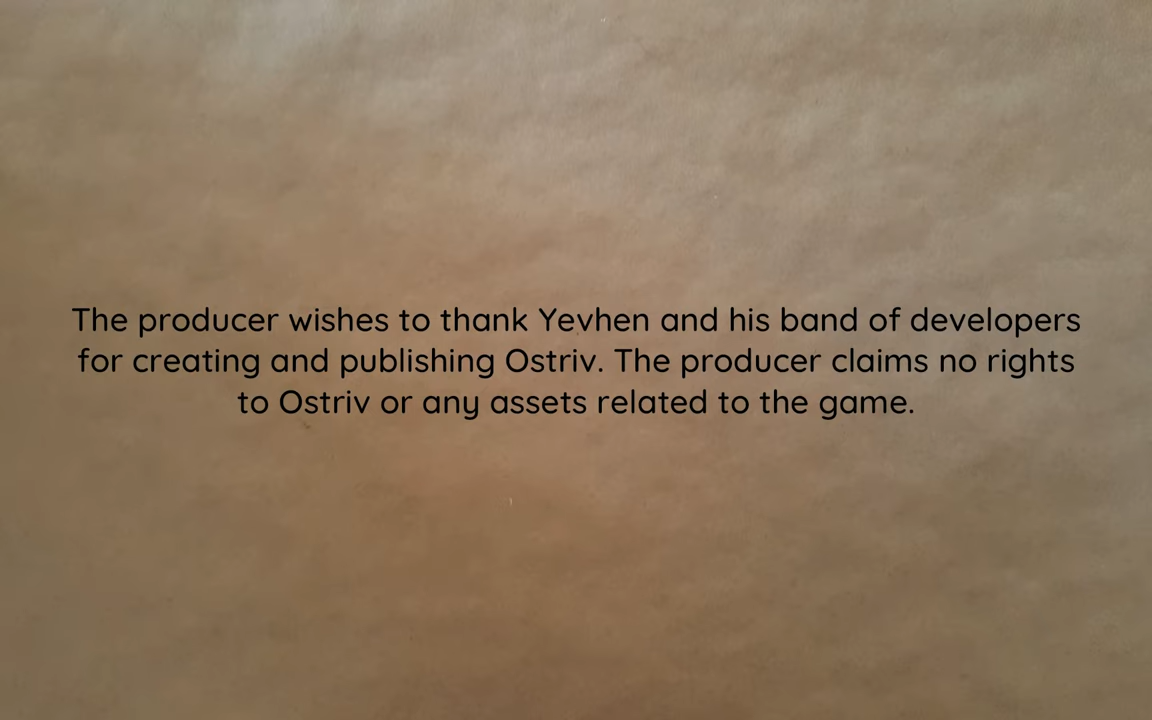 The producer wishes to thank Yevhen and his band of developers
for creating and publishing Ostriv. The producer claims no rights
to Ostriv or any assets related to the game.